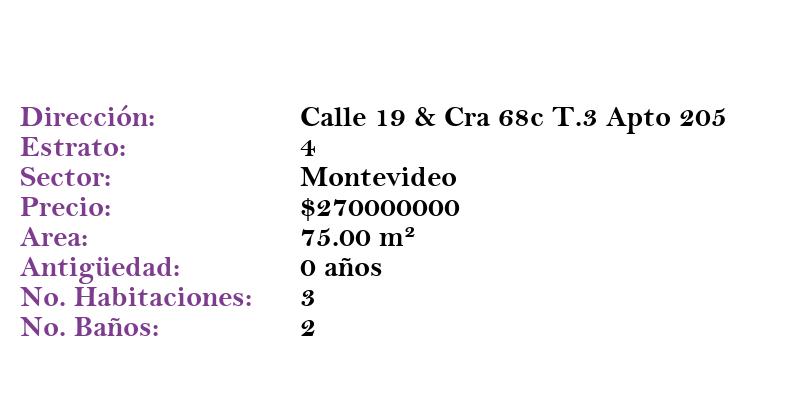 Dirección: Calle 19 & Cra 68c T.3 Apto 205
Estrato: 4
Sector: Montevideo
Precio: $270000000
Area: 75.00 m²
Antigüedad: 0 años
No. Habitaciones: 3
No. Baños: 2